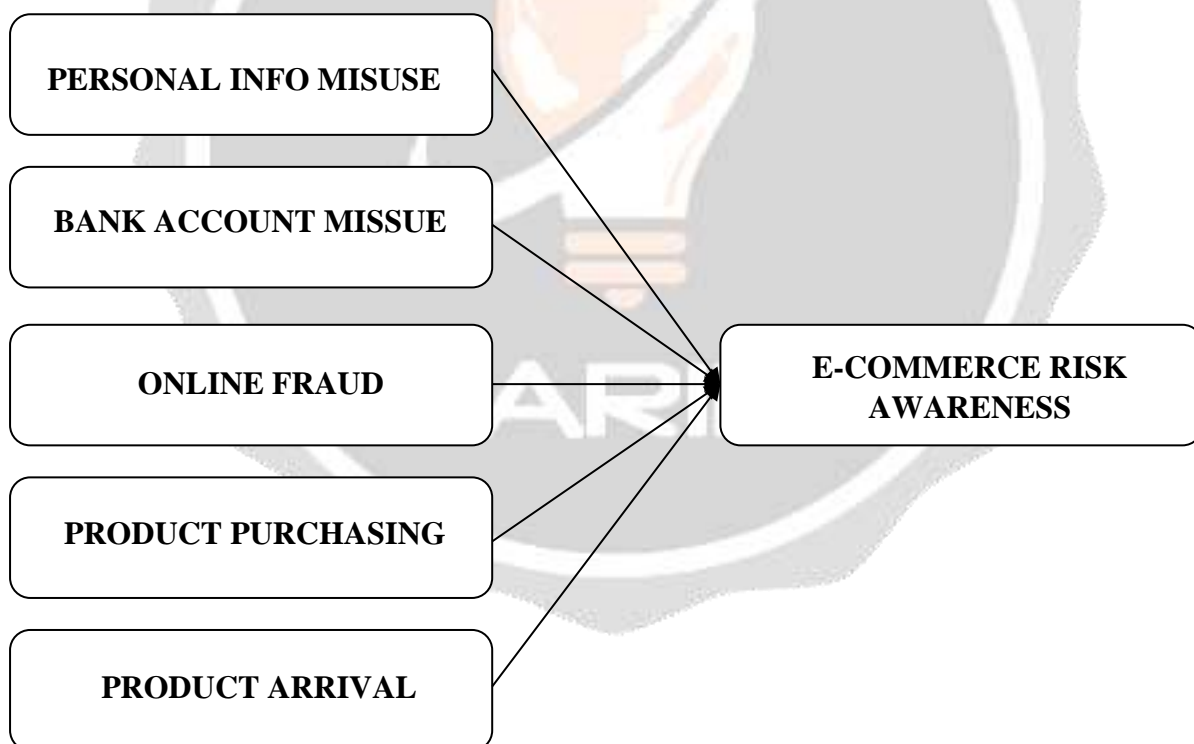 PERSONAL INFO MISUSE
BANK ACCOUNT MISSUE
ONLINE FRAUD
E-COMMERCE RISK
AWARENESS
PRODUCT PURCHASING
PRODUCT ARRIVAL